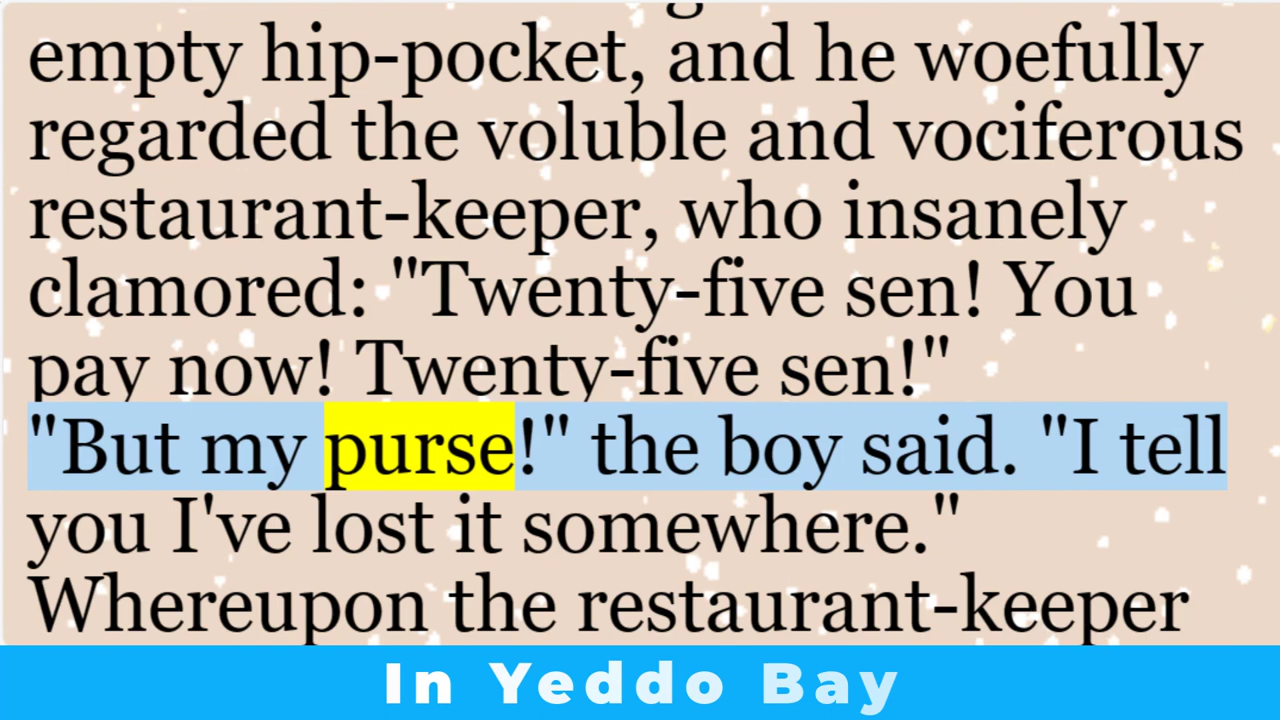 empty hip-pocket, and he woefully
regarded the voluble and vociferous
restaurant-keeper, who insanely
clamored: "Twenty-five sen! You
pay now! Twenty-five sen!"
"But my purse!" the boy said. "I tell
you I've lost it somewhere."
Whereupon the restaurant-keeper
In Yeddo Bay